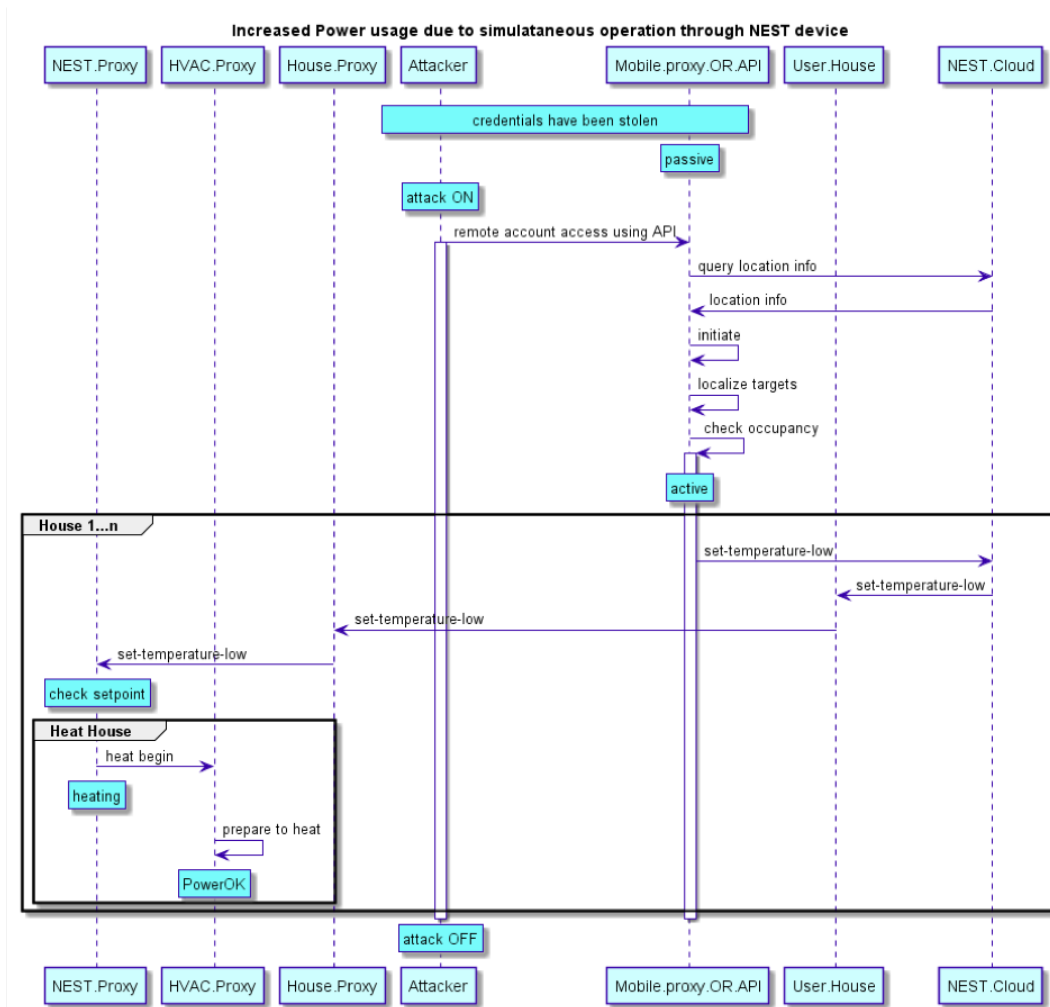 Increased Power usage due to simulataneous operation through NEST device
NEST.Proxy HVAC.Proxy House.Proxy Attacker Mobile.proxy.OR.API User.House NEST.Cloud
credentials have been stolen
passive
attack ON
remote account access using API
query location info
location info
initiate
localize targets
check occupancy
active
House 1...n
set-temperature-low
set-temperature-low
set-temperature-low
set-temperature-low
check setpoint
Heat House
heat begin
heating
prepare to heat
PowerOK
attack OFF
NEST.Proxy HVAC.Proxy House.Proxy Attacker Mobile.proxy.OR.API User.House NEST.Cloud